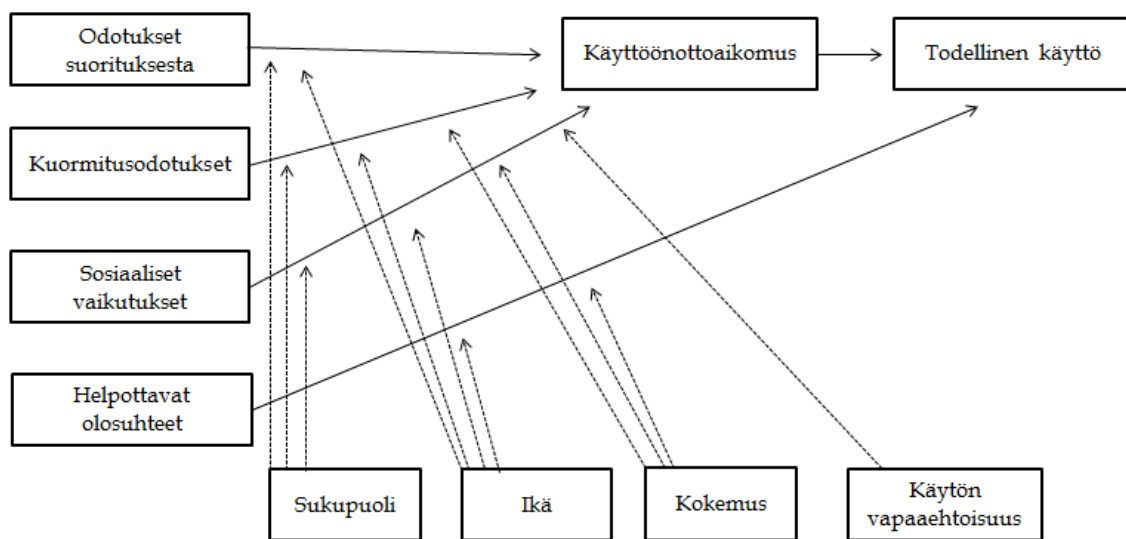 Odotukset
suorituksesta
Käyttöönottoaikomus
Todellinen käyttö
Kuormitusodotukset
Sosiaaliset
vaikutukset
Helpottavat
olosuhteet
Sukupuoli
Ikä
Kokemus
Käytön
vapaaehtoisuus